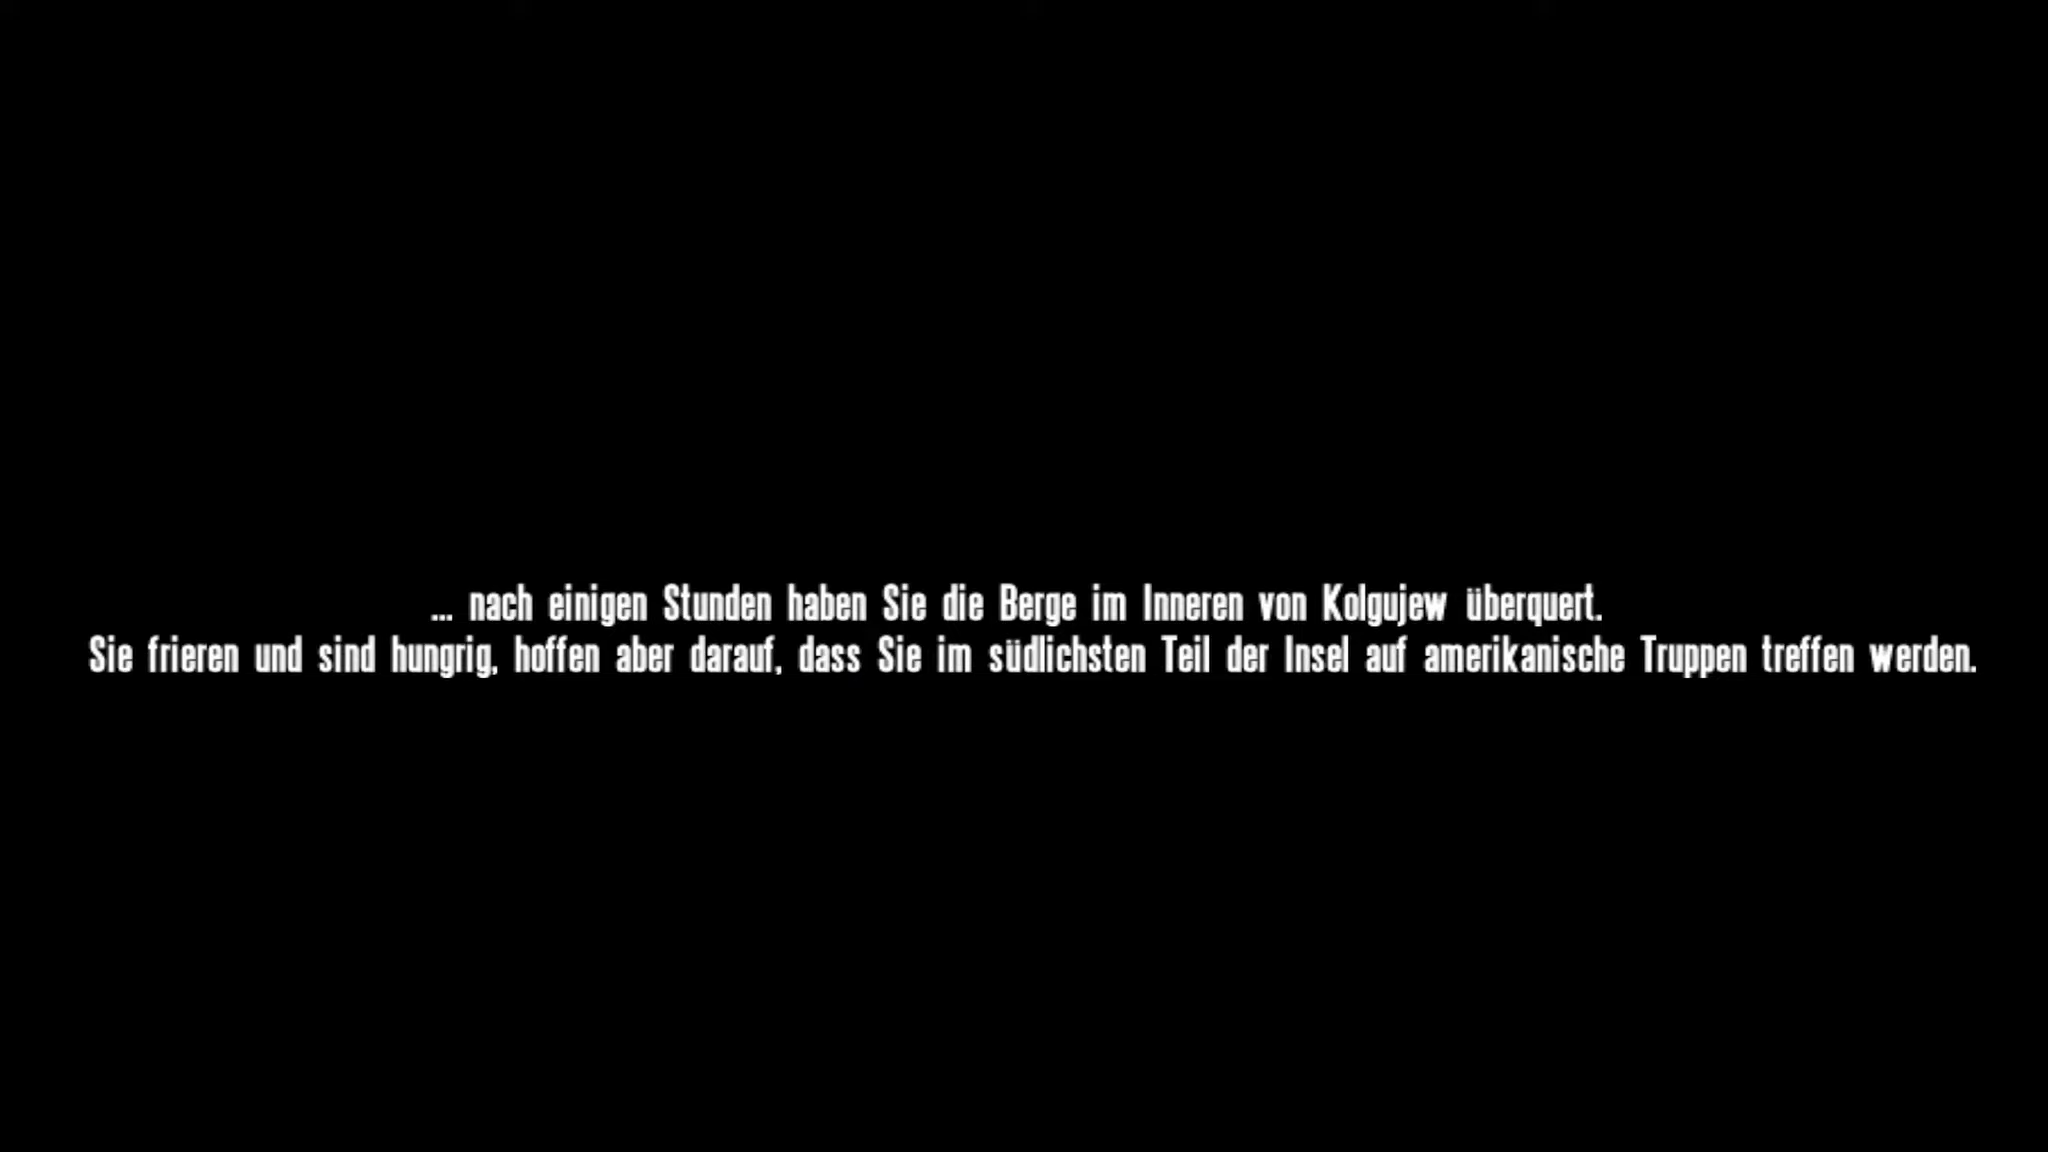 ... nach einigen Stunden haben Sie die Berge im Inneren von Kolgujew überquert.
Sie frieren und sind hungrig, hoffen aber darauf, dass Sie im südlichsten Teil der Insel auf amerikanische Truppen treffen werden.